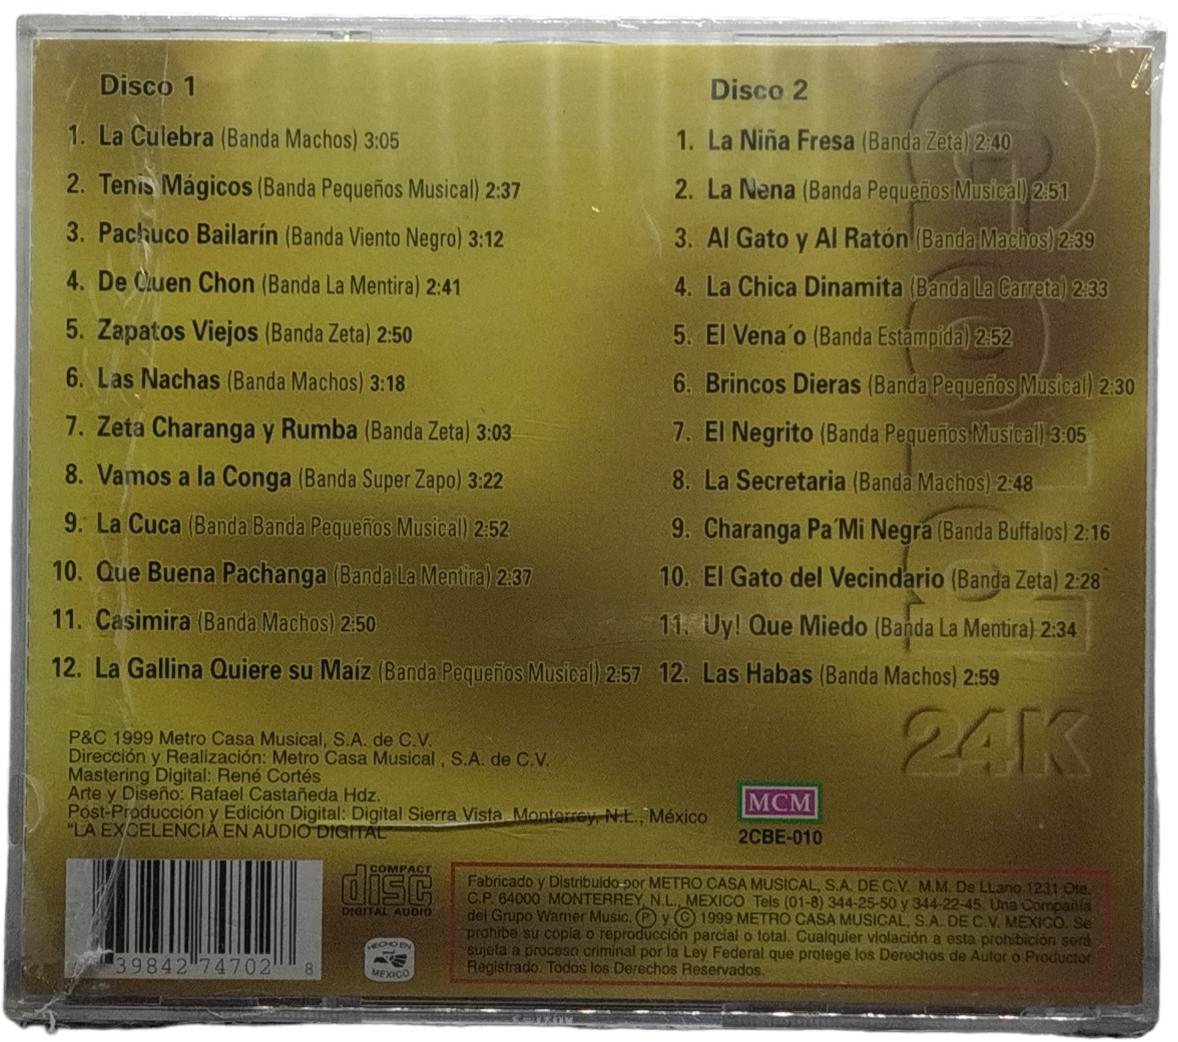 Disco 1
1. La Culebra (Banda Machos) 3:05
2. Tenis Mágicos (Banda Pequeños Musical) 2:37
3. Pachuco Bailarín (Banda Viento Negro) 3:12
4. De Quen Chon (Banda La Mentira) 2:41
5. Zapatos Viejos (Banda Zeta) 2:50
6. Las Nachas (Banda Machos) 3:18
7. Zeta Charanga y Rumba (Banda Zeta) 3:03
8. Vamos a la Conga (Banda Super Zapo) 3:22
9. La Cuca (Banda Banda Pequeños Musical) 2:52
10. Que Buena Pachanga (Banda La Mentira) 2:37
11. Casimira (Banda Machos) 2:50
12. La Gallina Quiere su Maíz (Banda Pequeños Musical) 2:57
Disco 2
1. La Niña Fresa (Banda Zeta) 2:40
2. La Nena (Banda Pequeños Musical) 2:51
3. Al Gato y Al Ratón (Banda Machos) 2:39
4. La Chica Dinamita (Banda La Carreta) 2:33
5. El Vena´o (Banda Estampida) 2:52
6. Brincos Dieras (Banda Pequeños Musical) 2:30
7. El Negrito (Banda Pequeños Musical) 3:05
8. La Secretaria (Banda Machos) 2:48
9. Charanga Pa´Mi Negra (Banda Buffalos) 2:16
10. El Gato del Vecindario (Banda Zeta) 2:28
11. Uy! Que Miedo (Banda La Mentira) 2:34
12. Las Habas (Banda Machos) 2:59
24K
P&C 1999 Metro Casa Musical, S.A. de C.V.
Dirección y Realización: Metro Casa Musical , S.A. de C.V.
Mastering Digital: René Cortés
Arte y Diseño: Rafael Castañeda Hdz.
Post-Producción y Edición Digital: Digital Sierra Vista, Monterrey, N.L., México
"LA EXCELENCIA EN AUDIO DIGITAL"
MCM
2CBE-010
39842 74702 8
COMPACT
disc
DIGITAL AUDIO
HECHO EN
MEXICO
Fabricado y Distribuido por METRO CASA MUSICAL, S.A. DE C.V. M.M. De LLano 1231 Ote.
C.P. 64000 MONTERREY, N.L., MEXICO Tels (01-8) 344-25-50 y 344-22-45. Una Compañía
del Grupo Warner Music. Ⓟ y © 1999 METRO CASA MUSICAL, S.A. DE C.V. MEXICO. Se
prohibe su copia o reproducción parcial o total. Cualquier violación a esta prohibición será
sujeta a proceso criminal por la Ley Federal que protege los Derechos de Autor o Productor
Registrado. Todos los Derechos Reservados.